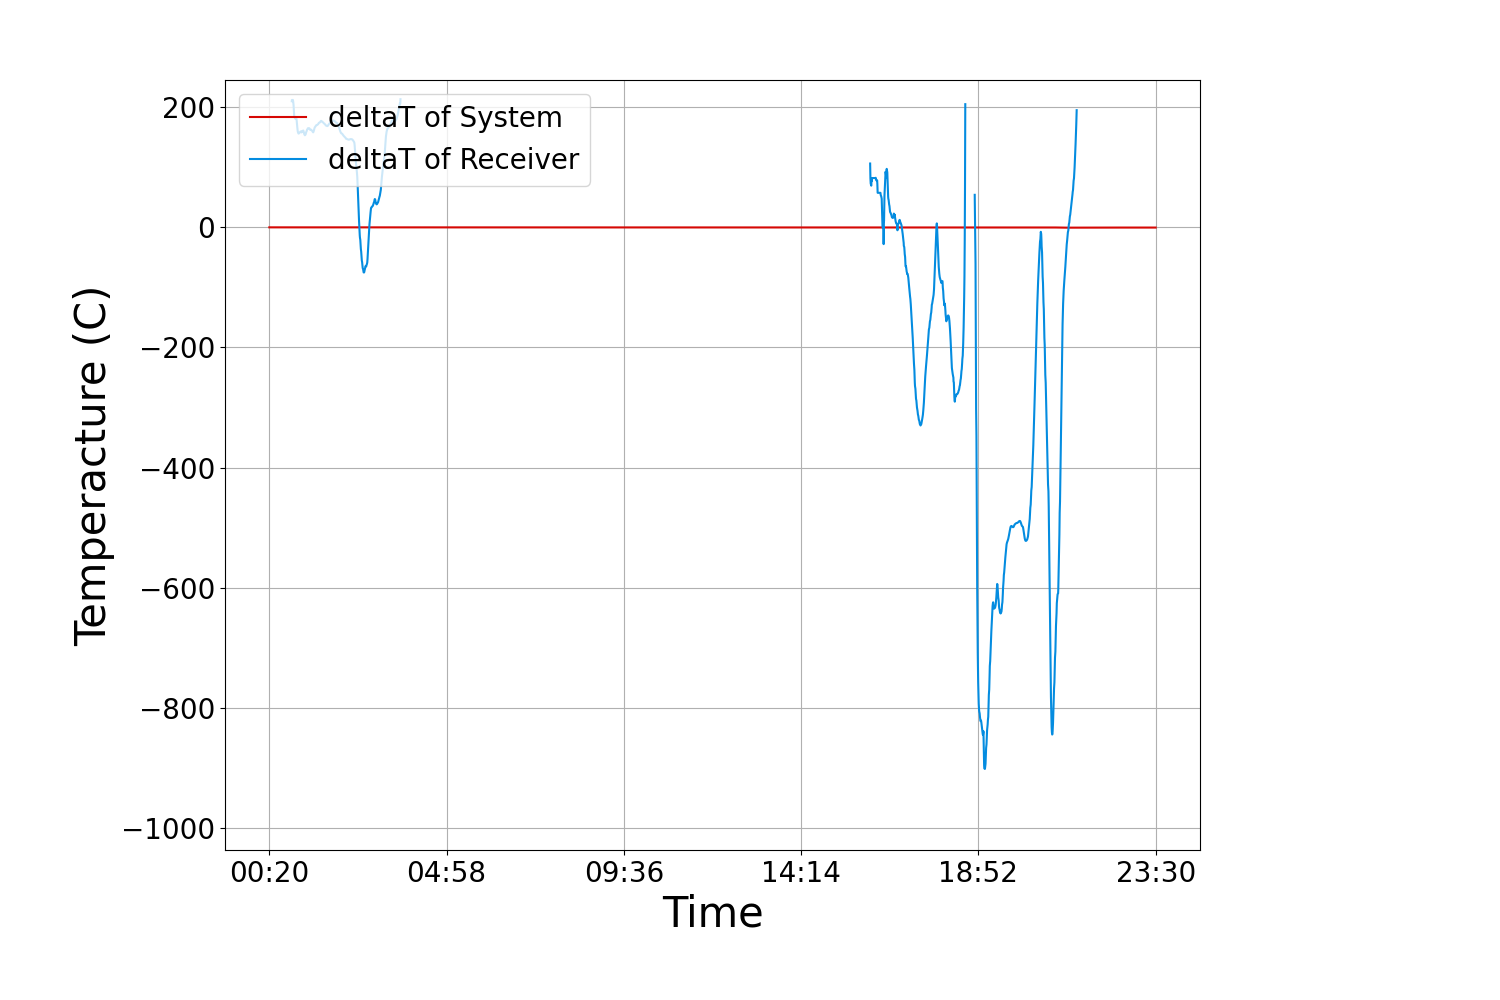 deltaT of System
deltaT of Receiver
200
0
−200
−400
−600
−800
−1000
Temperacture (C)
00:20 04:58 09:36 14:14 18:52 23:30
Time